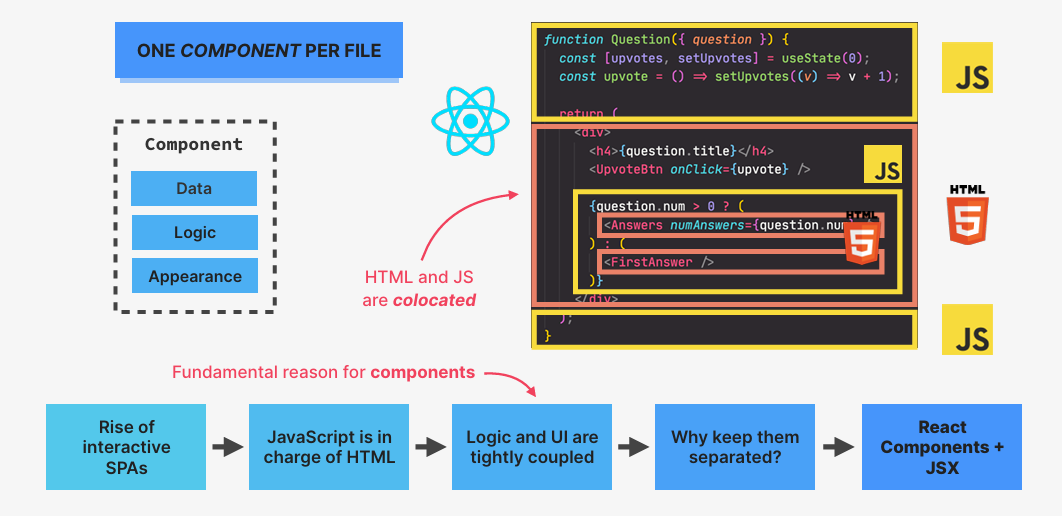 ONE COMPONENT PER FILE
Component
Data
Logic
Appearance
function Question({ question }) {
const [upvotes, setUpvotes] = useState(0);
const upvote = () ⇒ setUpvotes((v) ⇒ v + 1);
return (
<div>
<h4>{question.title}</h4>
<UpvoteBtn onClick={upvote} />
{question.num > 0 ? (
<Answers numAnswers={question.num
) : (
<FirstAnswer />
)}
</div>
);
}
JS
JS
HTML
5
HTML
5
JS
HTML and JS
are colocated
Fundamental reason for components
Rise of
interactive
SPAs
JavaScript is in
charge of HTML
Logic and UI are
tightly coupled
Why keep them
separated?
React
Components +
JSX